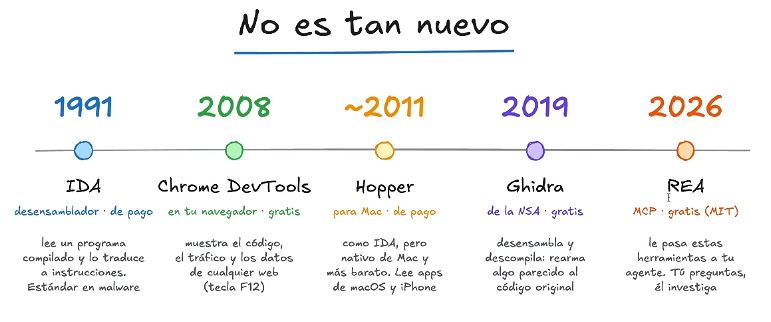 No es tan nuevo
1991
2008
~2011
2019
2026
IDA
Chrome DevTools
Hopper
Ghidra
REA
desensamblador · de pago
en tu navegador · gratis
para Mac · de pago
de la NSA · gratis
MCP · gratis (MIT)
lee un programa
compilado y lo traduce
a instrucciones.
Estándar en malware
muestra el código,
el tráfico y los datos
de cualquier web
(tecla F12)
como IDA, pero
nativo de Mac y
más barato. Lee apps
de macOS y iPhone
desensambla y
descompila: rearma
algo parecido al
código original
le pasa estas
herramientas a tu
agente. Tú preguntas,
él investiga